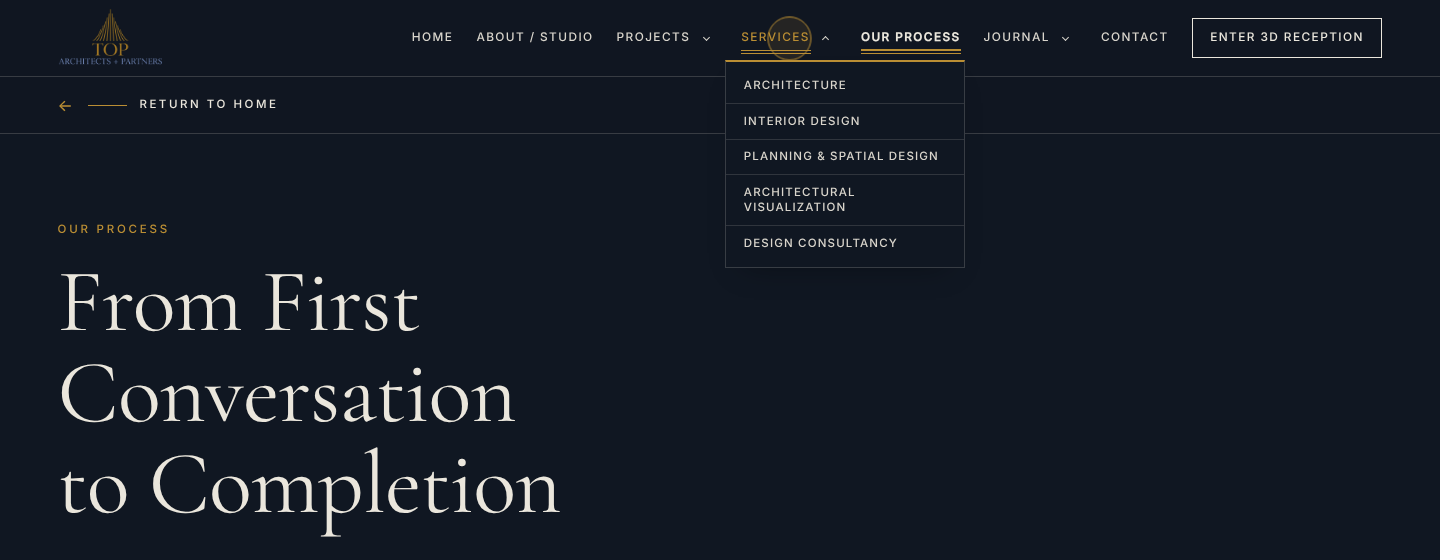 TOP
ARCHITECTS + PARTNERS
HOME
ABOUT / STUDIO
PROJECTS
SERVICES
OUR PROCESS
JOURNAL
CONTACT
ENTER 3D RECEPTION
ARCHITECTURE
INTERIOR DESIGN
PLANNING & SPATIAL DESIGN
ARCHITECTURAL
VISUALIZATION
DESIGN CONSULTANCY
RETURN TO HOME
OUR PROCESS
From First
Conversation
to Completion